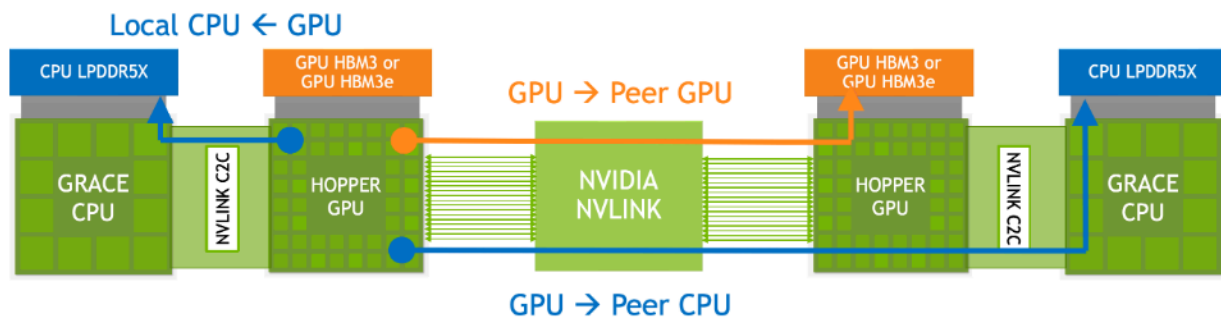 Local CPU ← GPU
CPU LPDDR5X
GPU HBM3 or
GPU HBM3e
GPU → Peer GPU
GPU HBM3 or
GPU HBM3e
CPU LPDDR5X
GRACE
CPU
NVLINK C2C
HOPPER
GPU
NVIDIA
NVLINK
HOPPER
GPU
NVLINK C2C
GRACE
CPU
GPU → Peer CPU